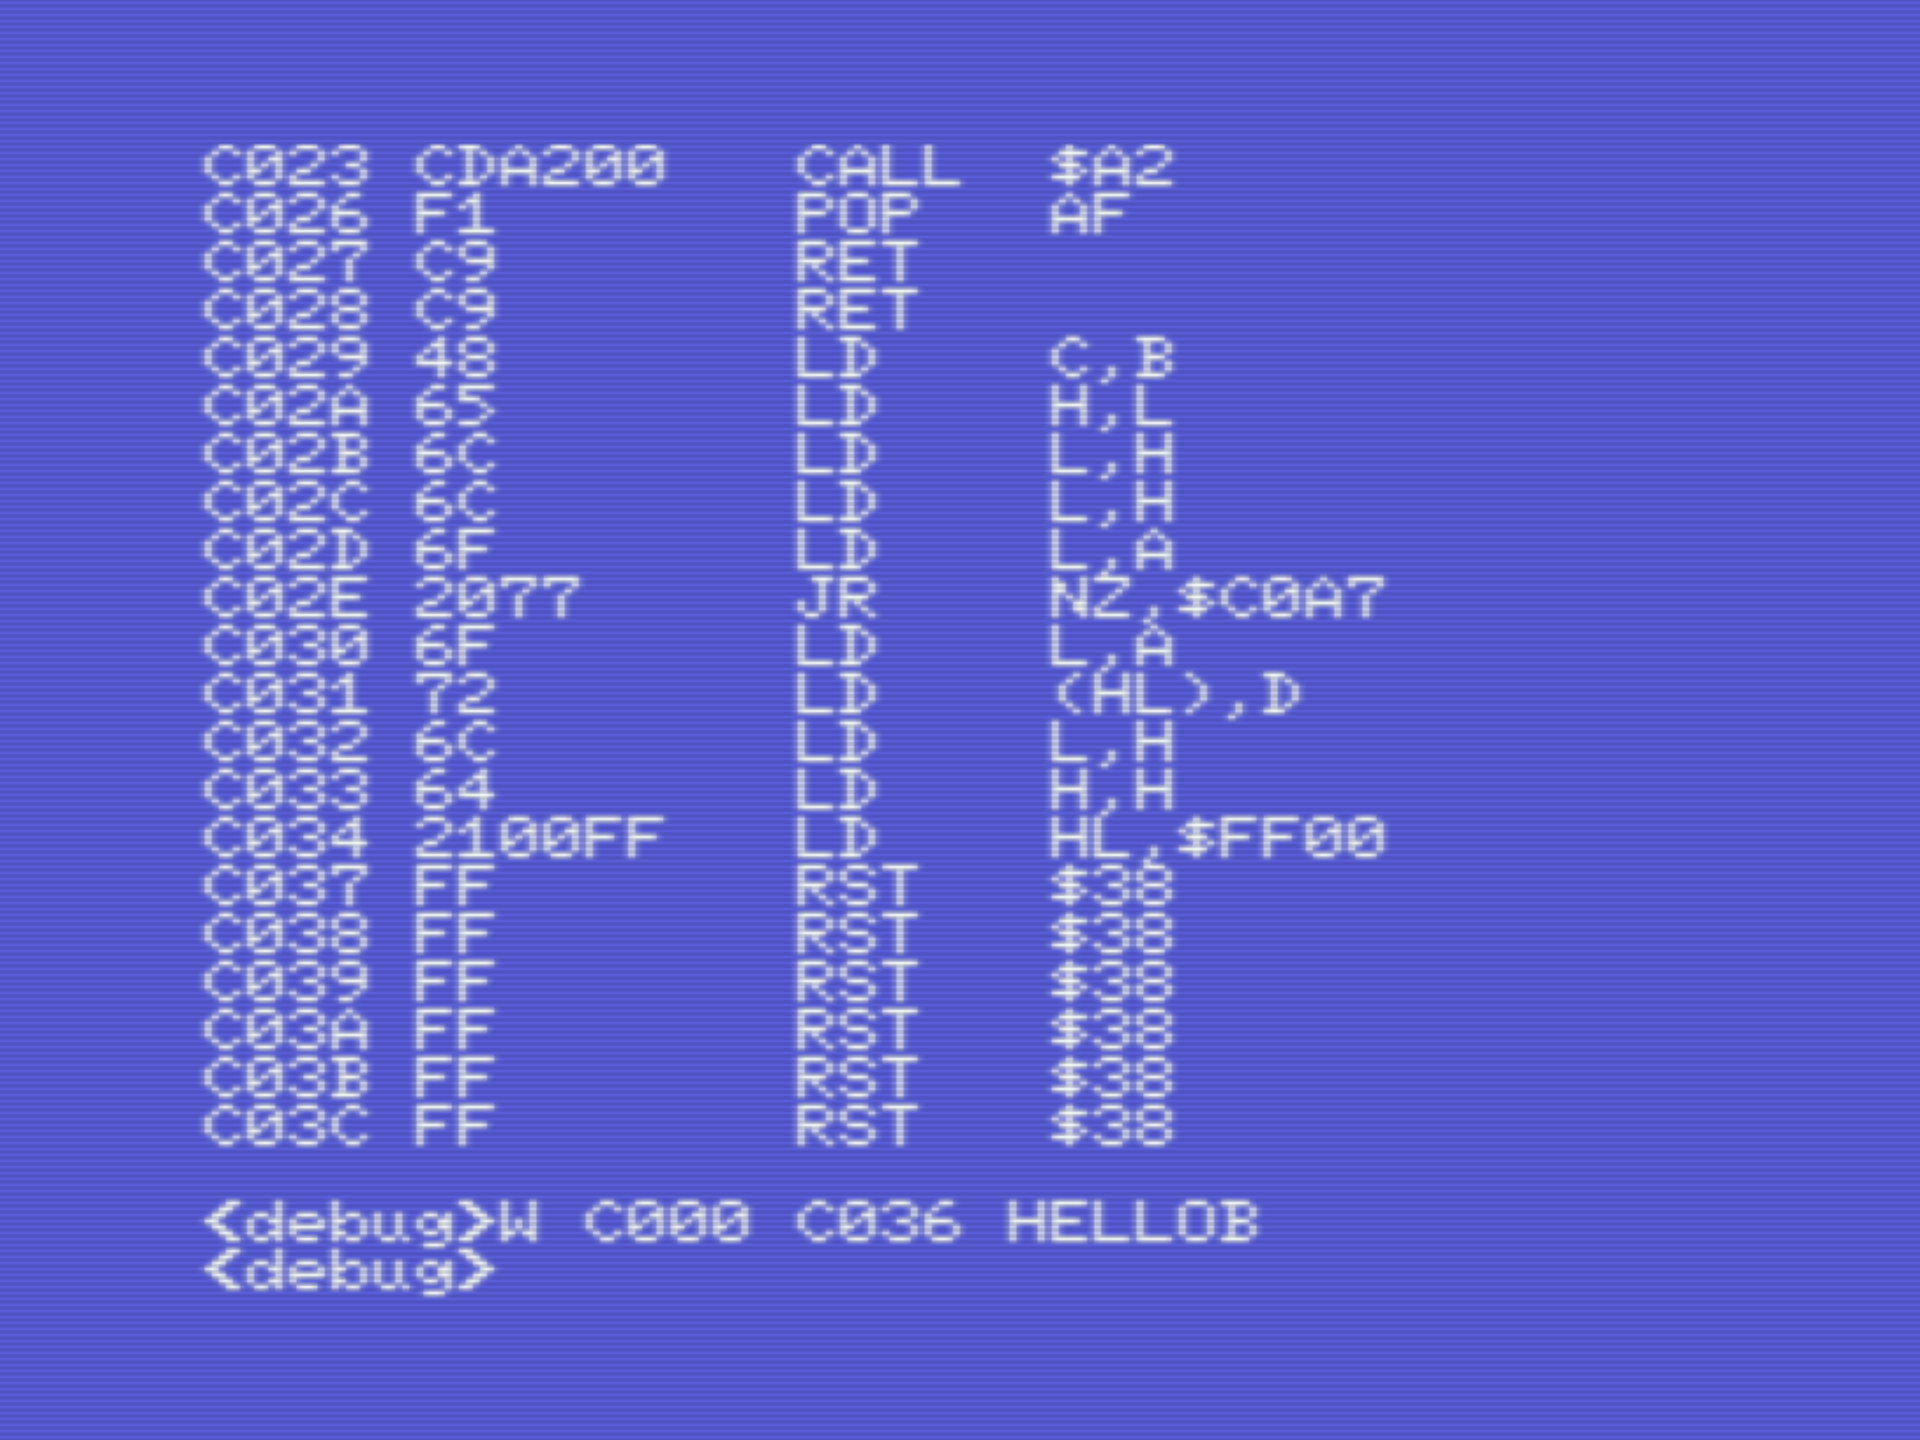 C023 CDA200   CALL  $A2
C026 F1       POP   AF
C027 C9       RET
C028 C9       RET
C029 48       LD    C,B
C02A 65       LD    H,L
C02B 6C       LD    L,H
C02C 6C       LD    L,H
C02D 6F       LD    L,A
C02E 2077     JR    NZ,$C0A7
C030 6F       LD    L,A
C031 72       LD    (HL),D
C032 6C       LD    L,H
C033 64       LD    H,H
C034 2100FF   LD    HL,$FF00
C037 FF       RST   $38
C038 FF       RST   $38
C039 FF       RST   $38
C03A FF       RST   $38
C03B FF       RST   $38
C03C FF       RST   $38
<debug>W C000 C036 HELLOB
<debug>